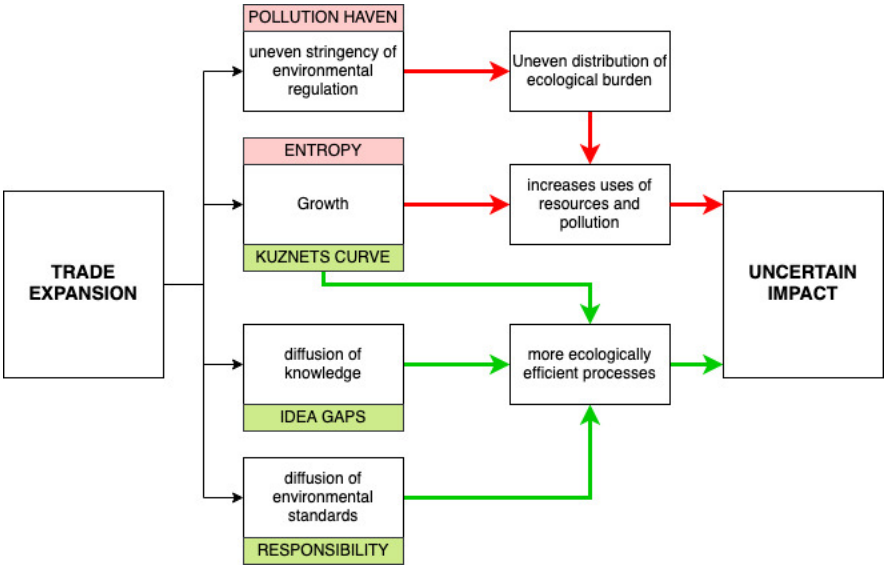 POLLUTION HAVEN
uneven stringency of
environmental
regulation
Uneven distribution of
ecological burden
ENTROPY
Growth
KUZNETS CURVE
increases uses of
resources and
pollution
TRADE
EXPANSION
UNCERTAIN
IMPACT
diffusion of
knowledge
IDEA GAPS
more ecologically
efficient processes
diffusion of
environmental
standards
RESPONSIBILITY